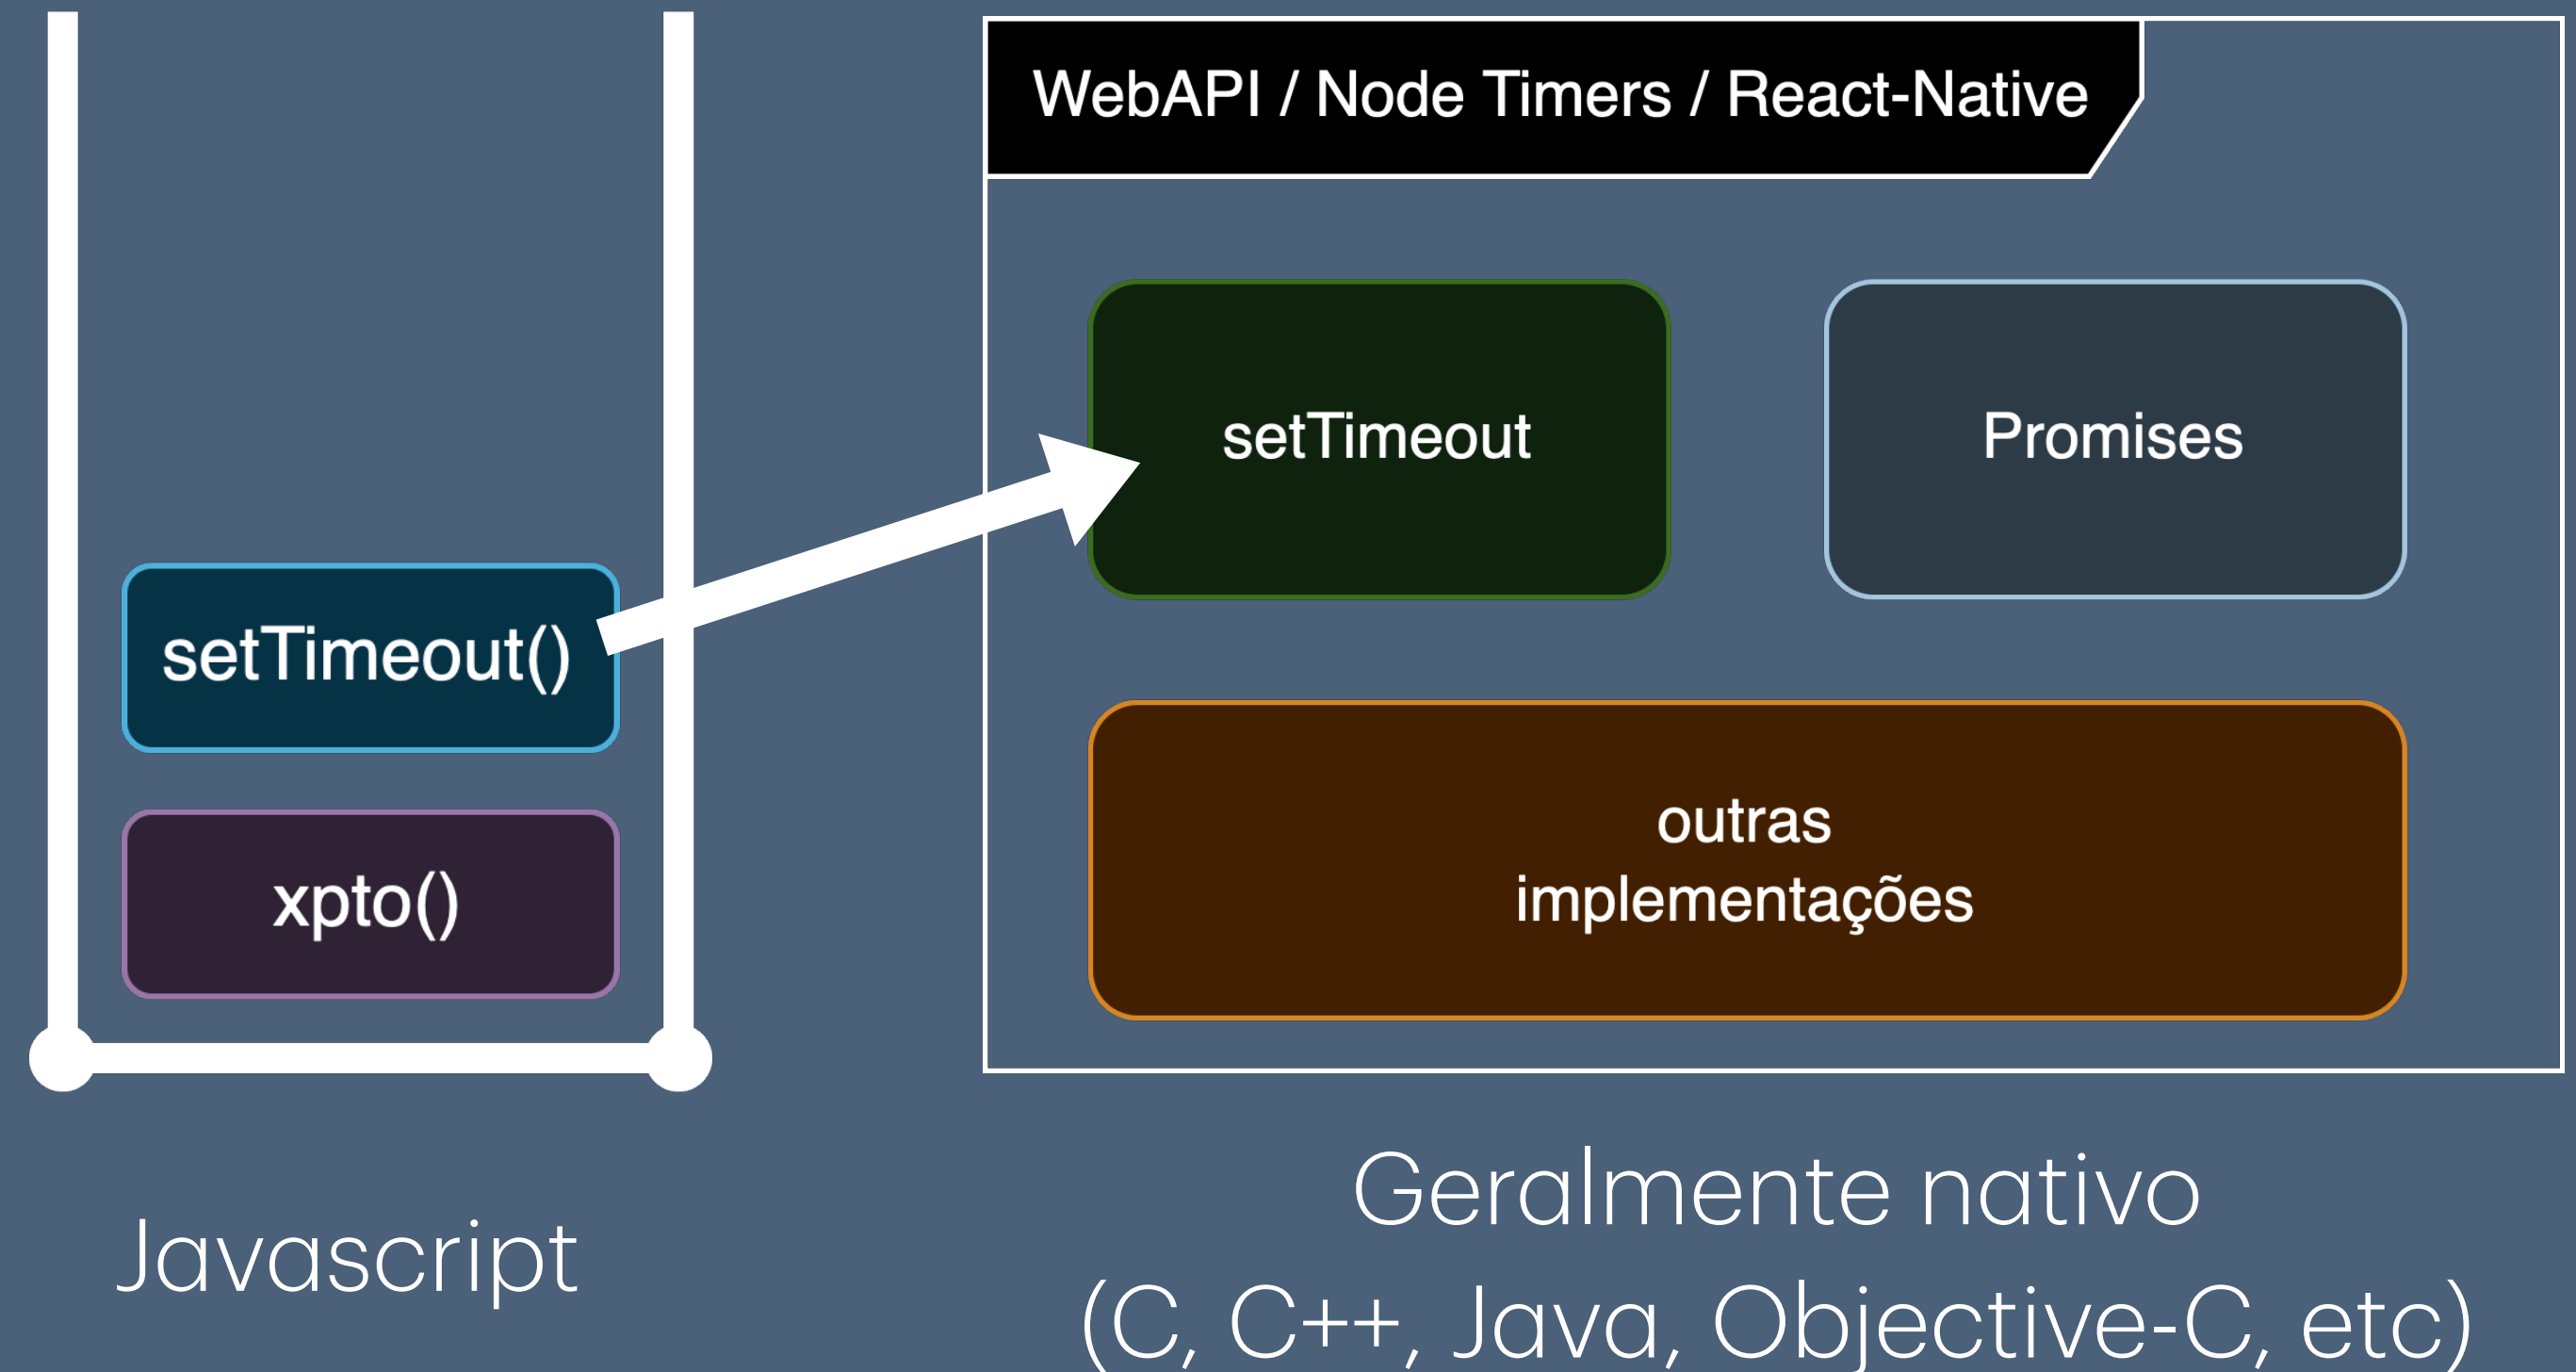 WebAPI / Node Timers / React-Native
setTimeout
Promises
setTimeout()
xpto()
outras
implementações
Javascript
Geralmente nativo
(C, C++, Java, Objective-C, etc)